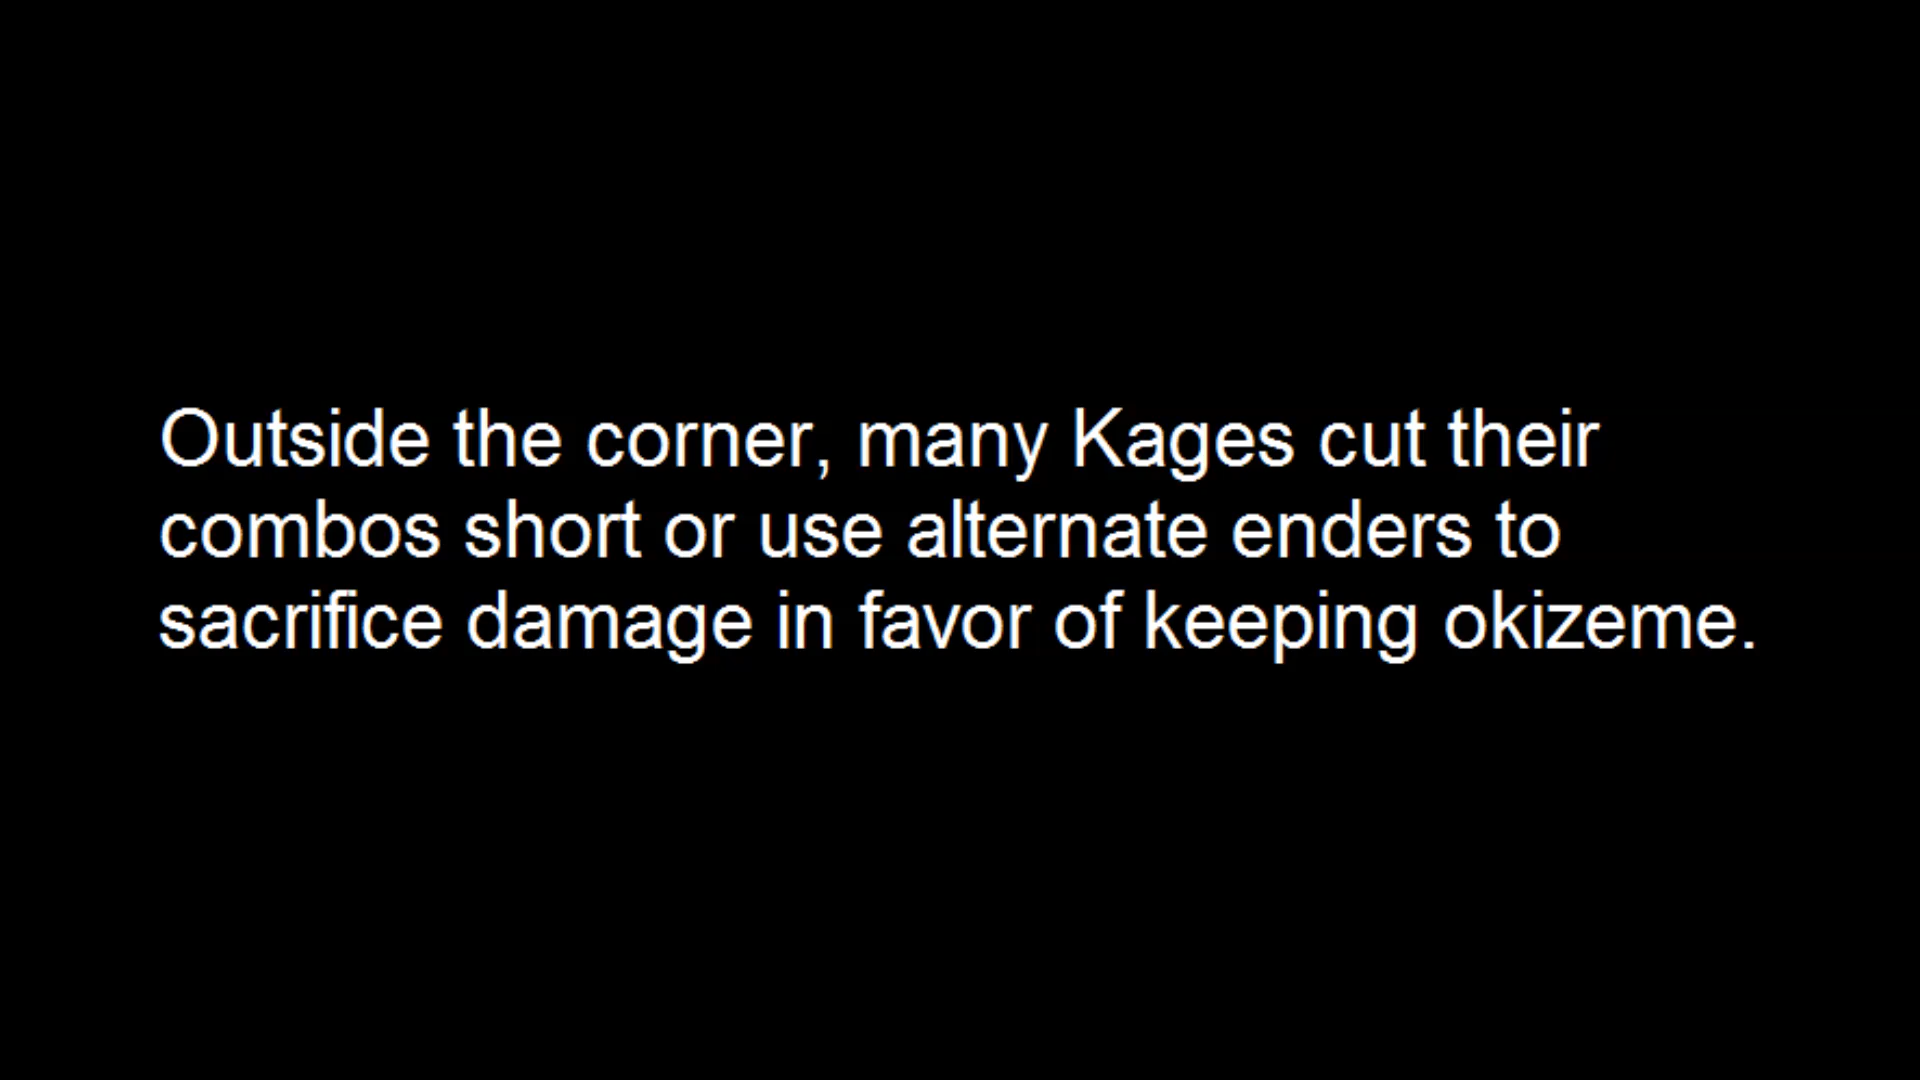 Outside the corner, many Kages cut their
combos short or use alternate enders to
sacrifice damage in favor of keeping okizeme.